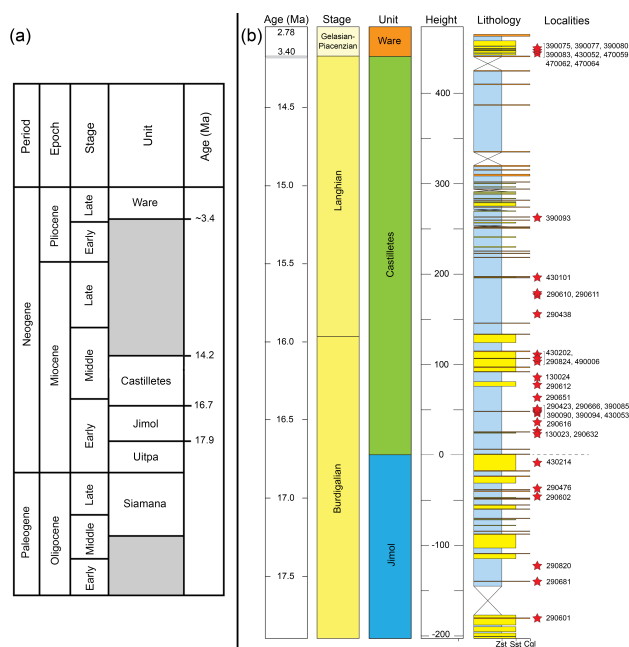 (a)
Period
Epoch
Stage
Unit
Age (Ma)
Neogene
Pliocene
Late
Ware
~3.4
Early
Miocene
Late
14.2
Middle
Castilletes
16.7
Early
Jimol
17.9
Uitpa
Paleogene
Oligocene
Late
Siamana
Middle
Early
(b)
Age (Ma) Stage Unit Height Lithology Localities
2.78
3.40
14.5
15.0
15.5
16.0
16.5
17.0
17.5
Gelasian-
Piacenzian
Langhian
Burdigalian
Ware
Castilletes
Jimol
400
300
200
100
0
-100
-200
Zst Sst Cgl
390075, 390077, 390080
390083, 430052, 470059
470062, 470064
390093
430101
290610, 290611
290438
430202,
290824, 490006
130024
290612
290651
290423, 290666, 390085
390090, 390094, 430053
290616
130023, 290632
430214
290476
290602
290820
290681
290601